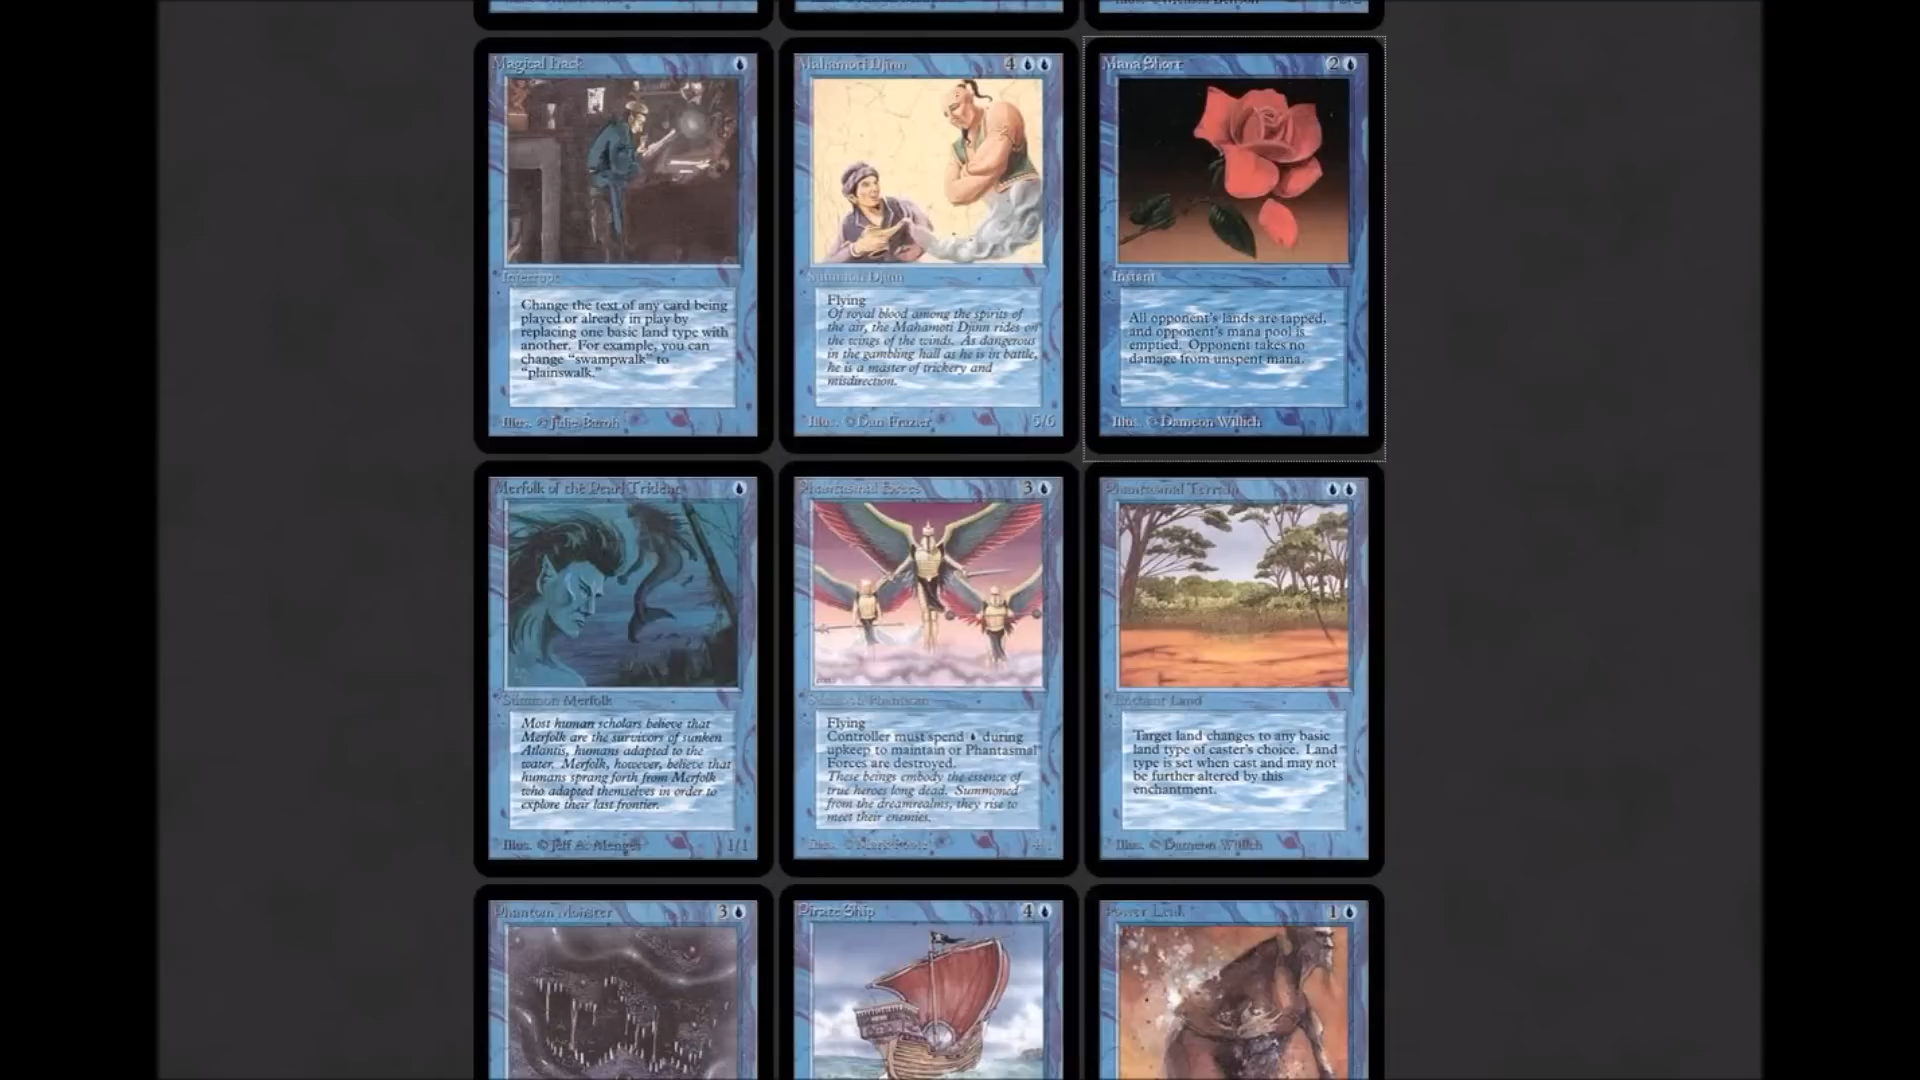 Magical Hack
Mahamoti Djinn 4
Mana Short 2
Interrupt
Summon Djinn
Instant
Change the text of any card being
played or already in play by
replacing one basic land type with
another. For example, you can
change “swampwalk” to
“plainswalk.”
Flying
Of royal blood among the spirits of
the air, the Mahamoti Djinn rides on
the wings of the winds. As dangerous
in the gambling hall as he is in battle,
he is a master of trickery and
misdirection.
All opponent's lands are tapped,
and opponent's mana pool is
emptied. Opponent takes no
damage from unspent mana.
Illus. © Julie Baroh
Illus. © Dan Frazier 5/6
Illus. © Dameon Willich
Merfolk of the Pearl Trident
Phantasmal Forces 3
Phantasmal Terrain
Summon Merfolk
Summon Phantasm
Enchant Land
Most human scholars believe that
Merfolk are the survivors of sunken
Atlantis, humans adapted to the
water. Merfolk, however, believe that
humans sprang forth from Merfolk
who adapted themselves in order to
explore their last frontier.
Flying
Controller must spend during
upkeep to maintain or Phantasmal
Forces are destroyed.
These beings embody the essence of
true heroes long dead. Summoned
from the dreamrealms, they rise to
meet their enemies.
Target land changes to any basic
land type of caster's choice. Land
type is set when cast and may not
be further altered by this
enchantment.
Illus. © Jeff A. Menges 1/1
Illus. © Mark Poole 4/1
Illus. © Dameon Willich
Phantom Monster 3
Pirate Ship 4
Power Leak 1